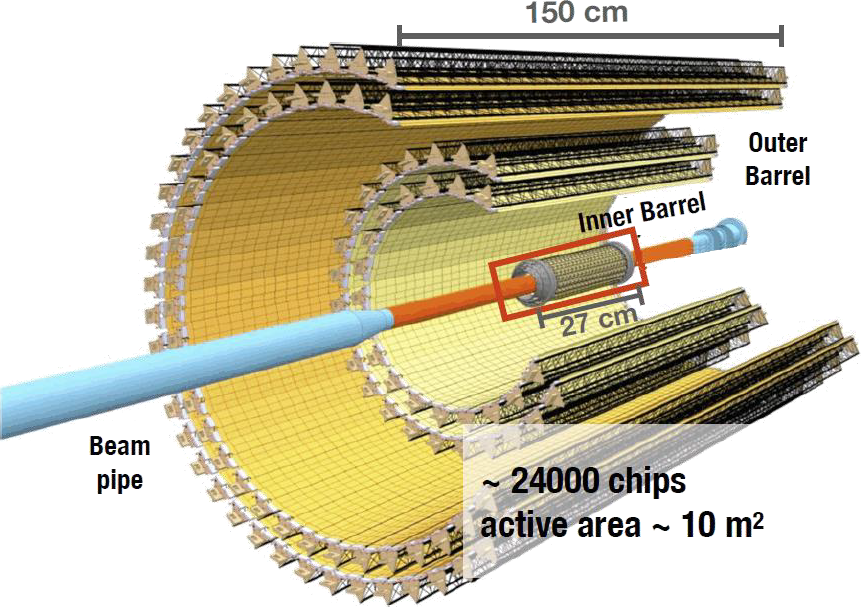 150 cm
Outer
Barrel
Inner Barrel
27 cm
Beam
pipe
~ 24000 chips
active area ~ 10 m²